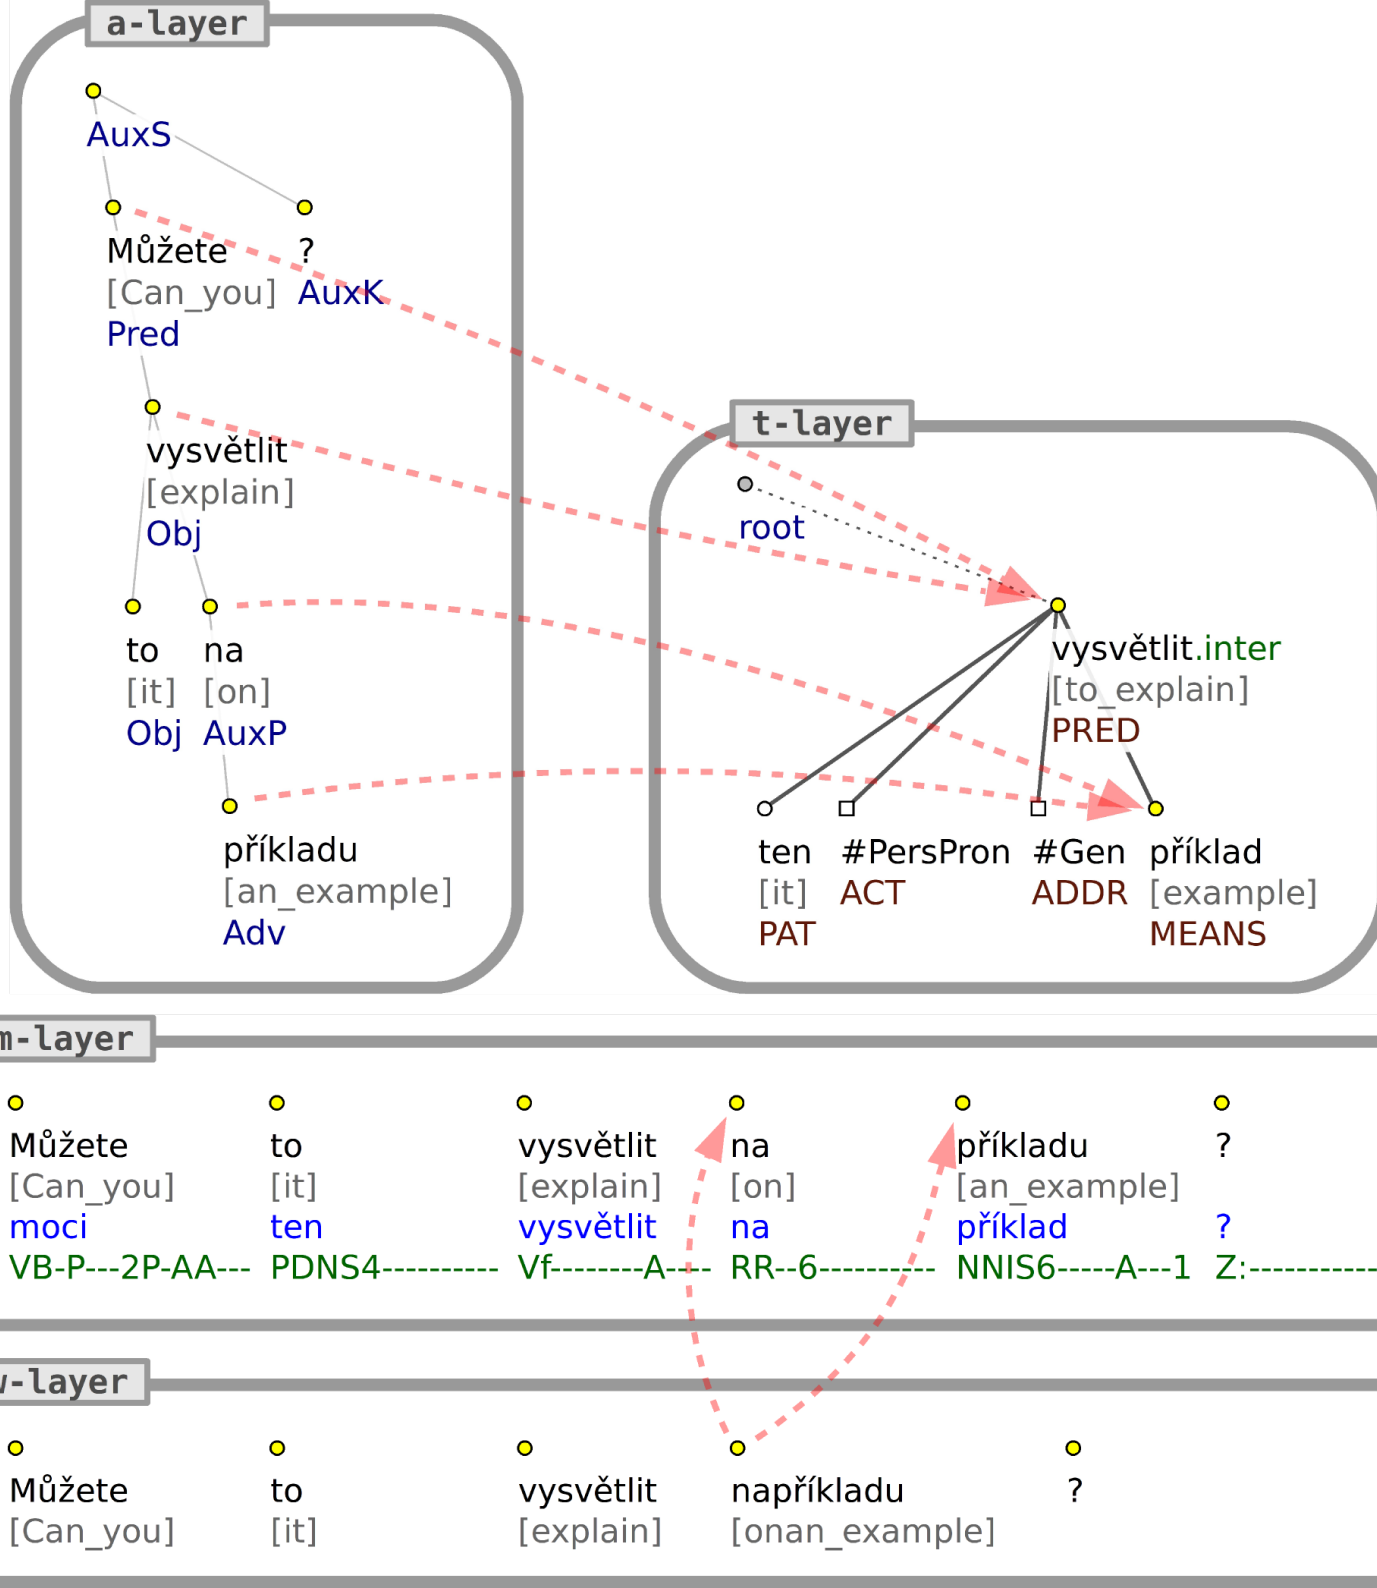 a-layer
AuxS
Můžete ?
[Can_you] AuxK
Pred
vysvětlit
[explain]
Obj
to na
[it] [on]
Obj AuxP
příkladu
[an_example]
Adv
t-layer
root
vysvětlit.inter
[to_explain]
PRED
ten #PersPron #Gen příklad
[it] ACT ADDR [example]
PAT MEANS
m-layer
Můžete to vysvětlit na příkladu ?
[Can_you] [it] [explain] [on] [an_example]
moci ten vysvětlit na příklad ?
VB-P---2P-AA--- PDNS4---------- Vf--------A---- RR--6---------- NNIS6-----A---1 Z:-----------
w-layer
Můžete to vysvětlit napříkladu ?
[Can_you] [it] [explain] [onan_example]